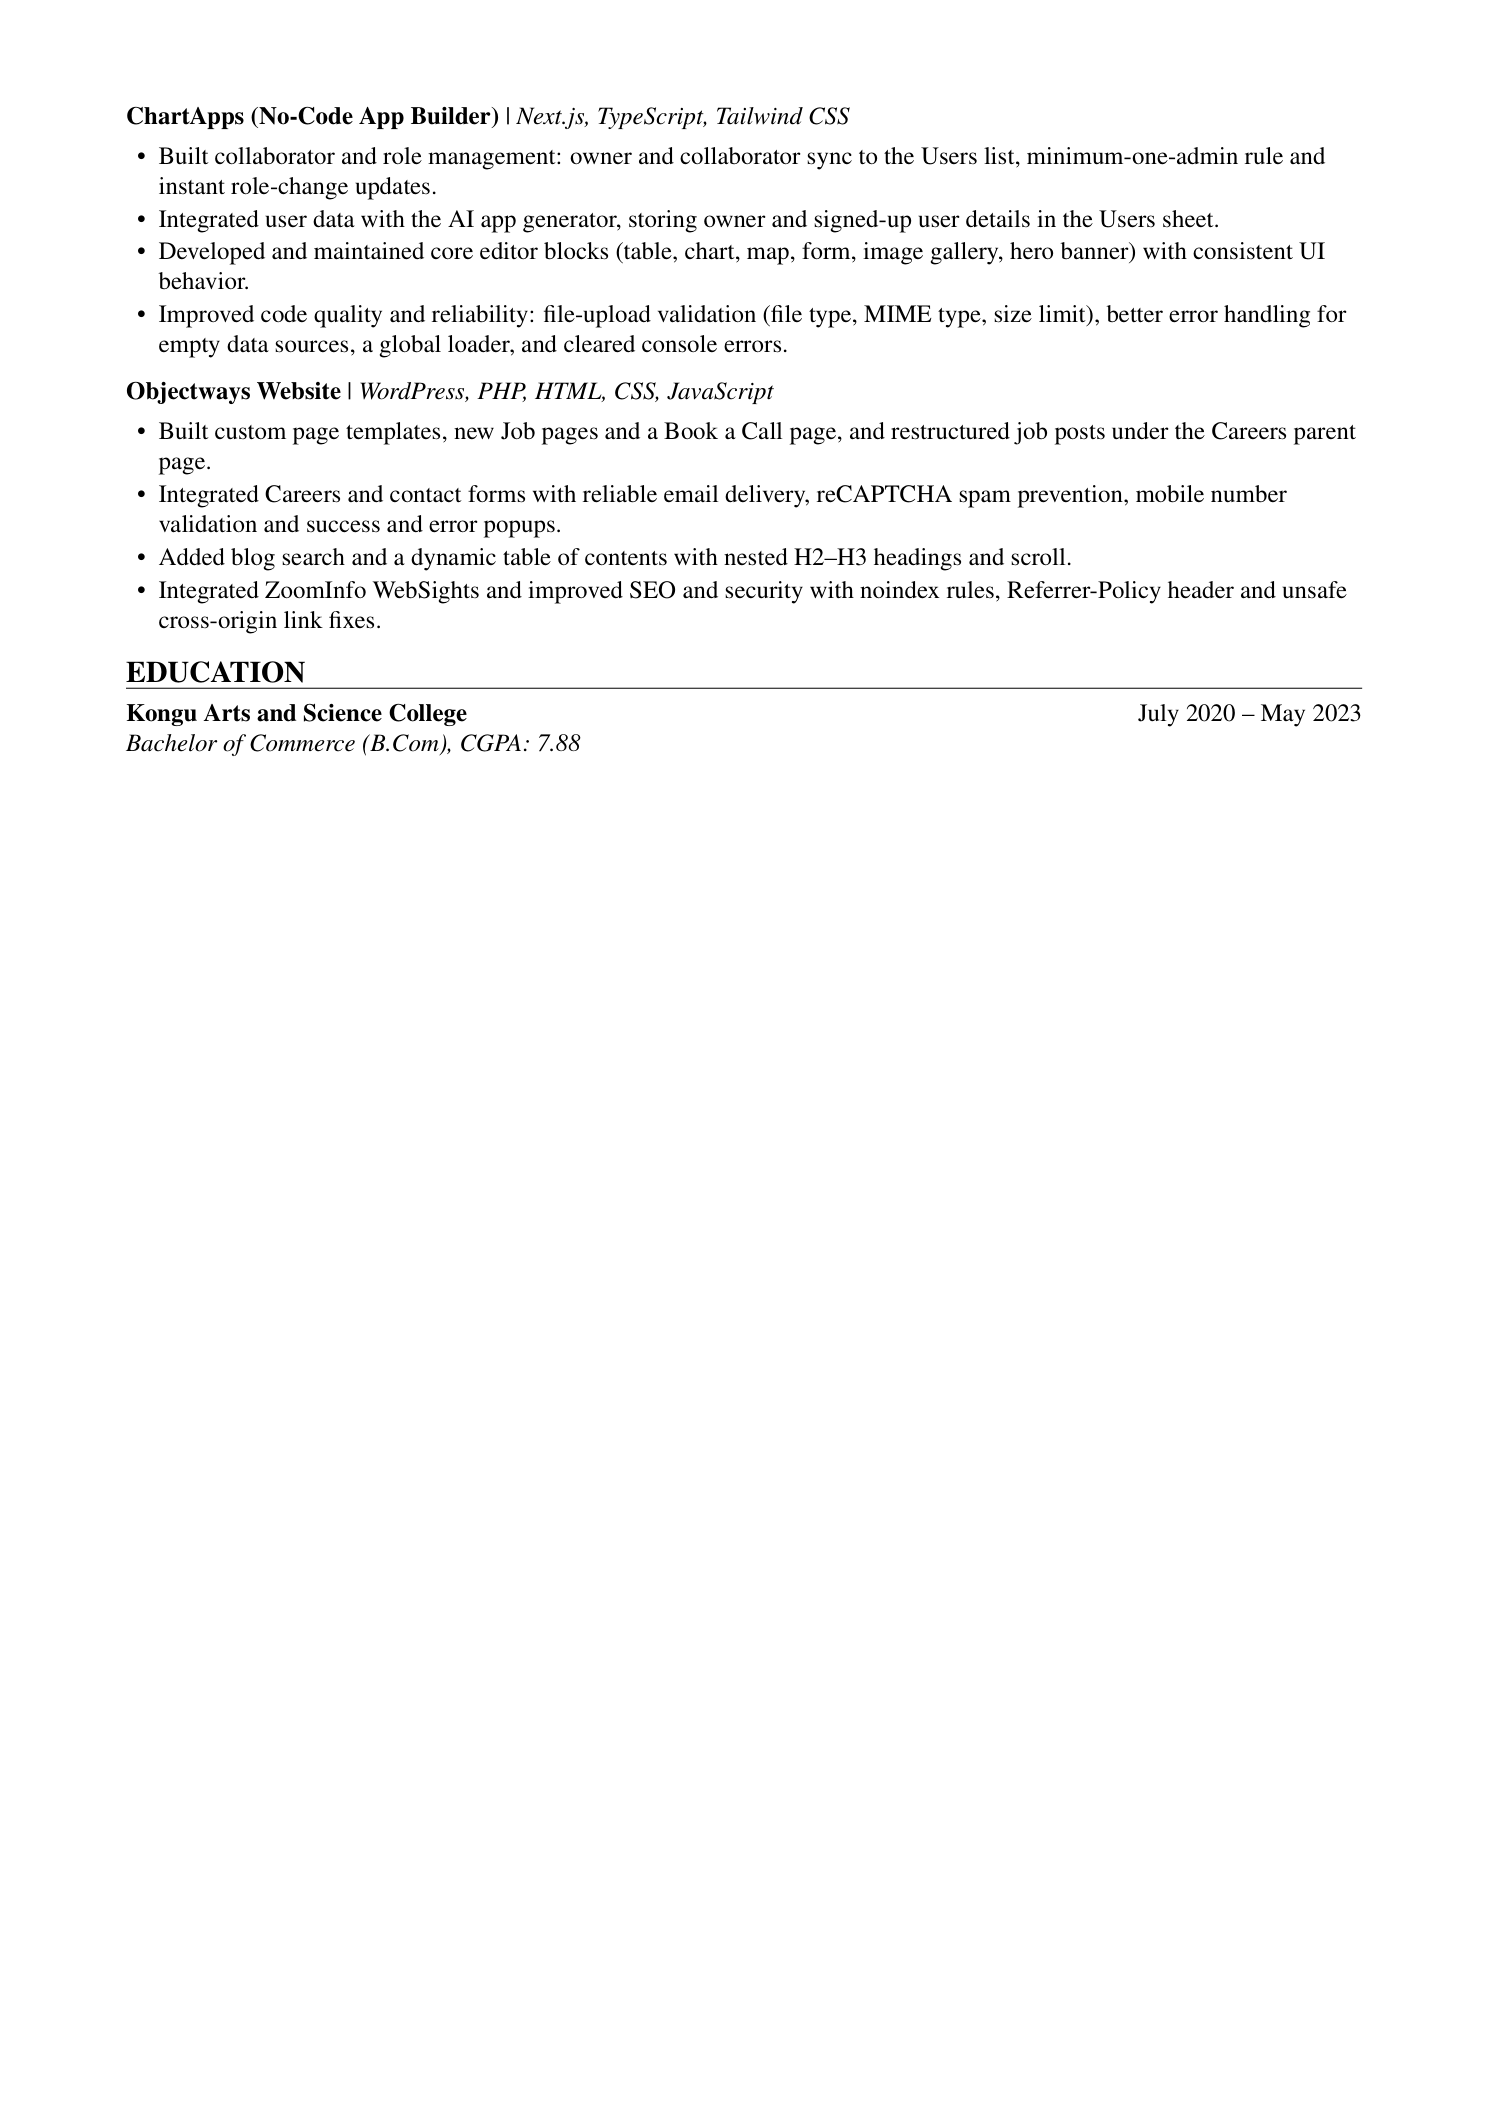 ChartApps (No-Code App Builder) | Next.js, TypeScript, Tailwind CSS
• Built collaborator and role management: owner and collaborator sync to the Users list, minimum-one-admin rule and
instant role-change updates.
• Integrated user data with the AI app generator, storing owner and signed-up user details in the Users sheet.
• Developed and maintained core editor blocks (table, chart, map, form, image gallery, hero banner) with consistent UI
behavior.
• Improved code quality and reliability: file-upload validation (file type, MIME type, size limit), better error handling for
empty data sources, a global loader, and cleared console errors.
Objectways Website | WordPress, PHP, HTML, CSS, JavaScript
• Built custom page templates, new Job pages and a Book a Call page, and restructured job posts under the Careers parent
page.
• Integrated Careers and contact forms with reliable email delivery, reCAPTCHA spam prevention, mobile number
validation and success and error popups.
• Added blog search and a dynamic table of contents with nested H2–H3 headings and scroll.
• Integrated ZoomInfo WebSights and improved SEO and security with noindex rules, Referrer-Policy header and unsafe
cross-origin link fixes.
EDUCATION
Kongu Arts and Science College July 2020 – May 2023
Bachelor of Commerce (B.Com), CGPA: 7.88